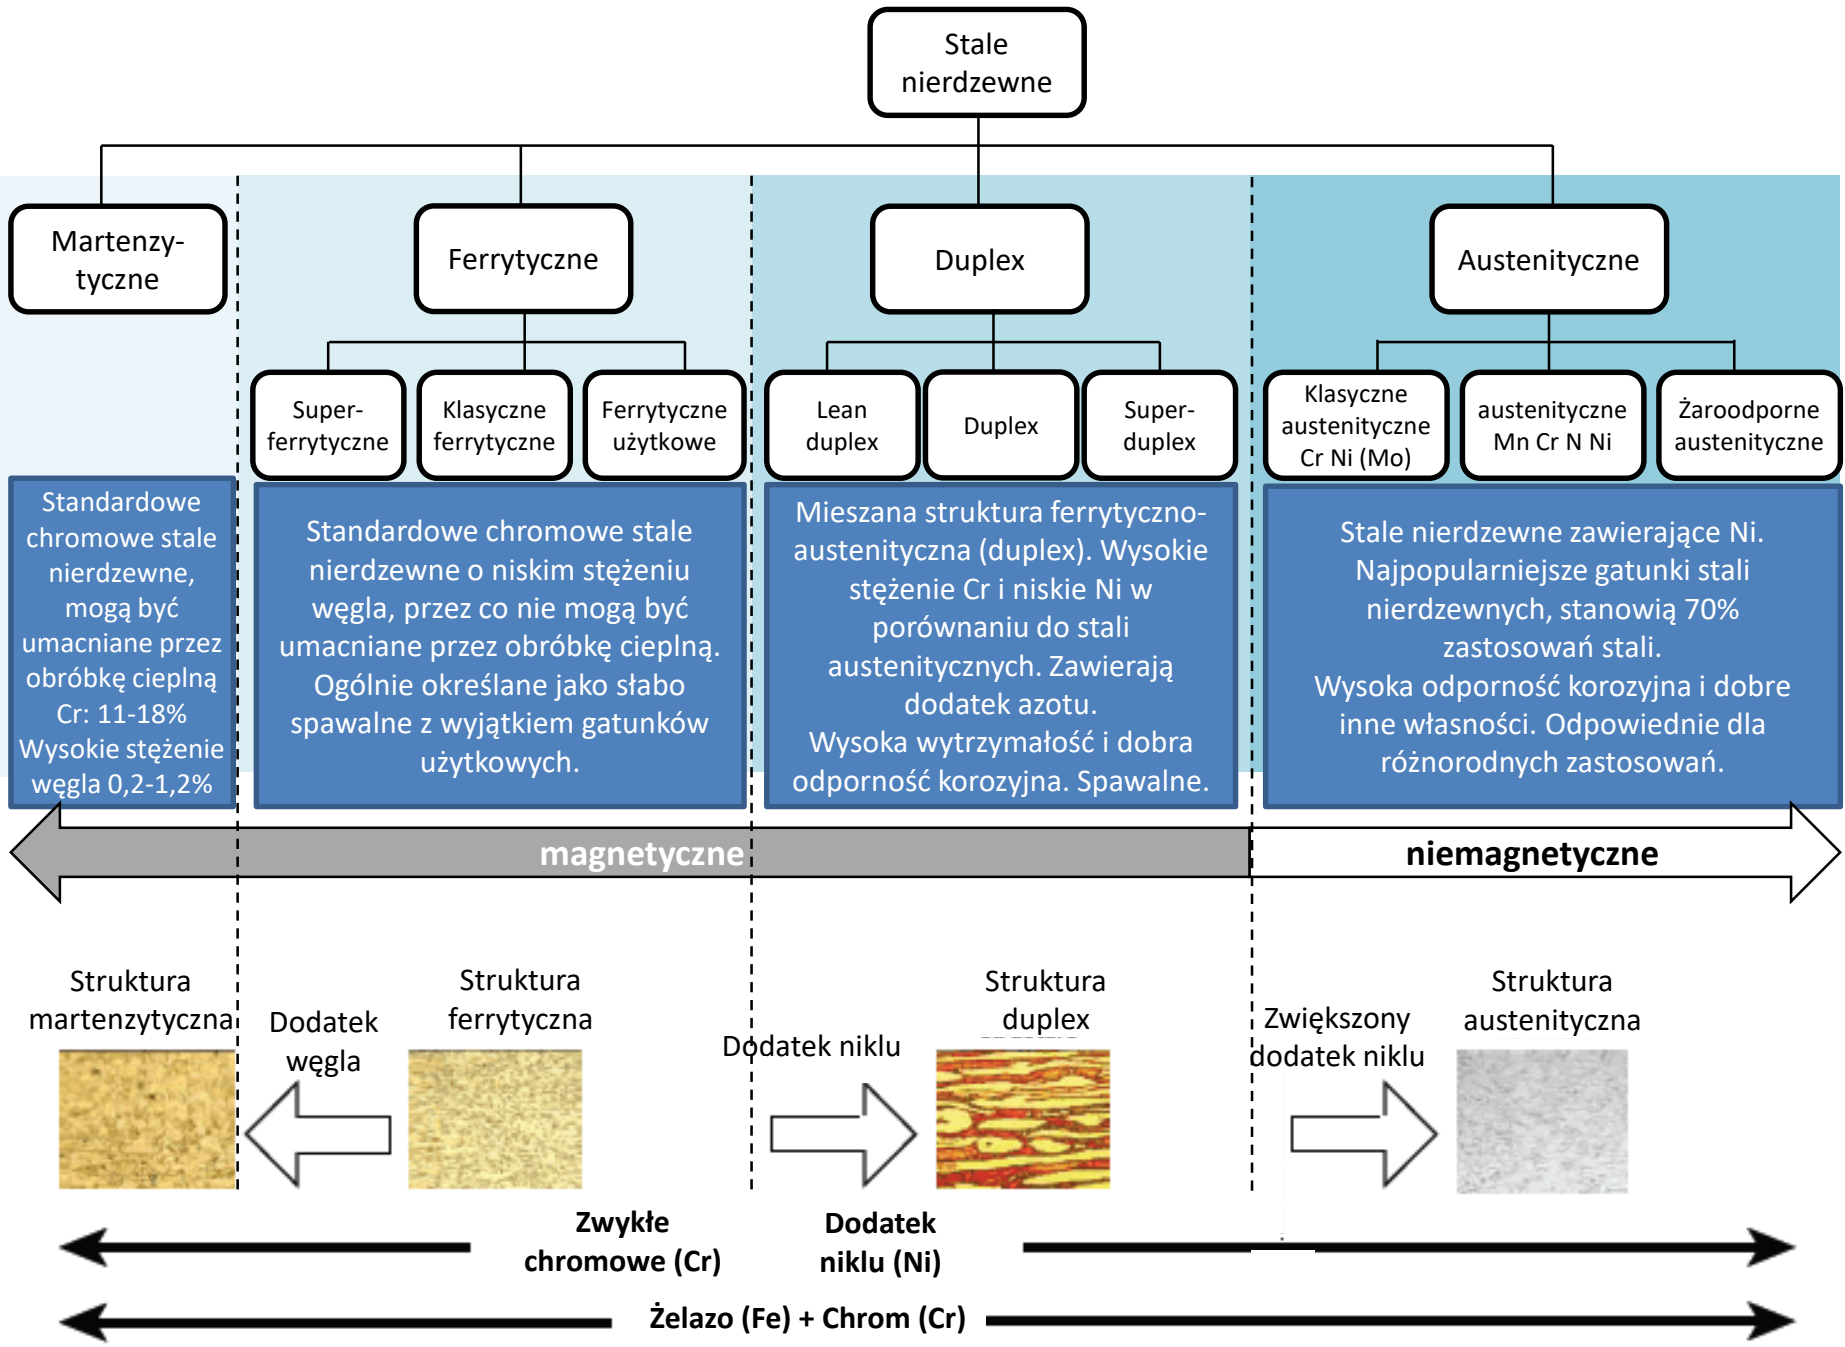 Stale
nierdzewne
Martenzy-
tyczne
Ferrytyczne
Duplex
Austenityczne
Super-
ferrytyczne
Klasyczne
ferrytyczne
Ferrytyczne
użytkowe
Lean
duplex
Duplex
Super-
duplex
Klasyczne
austenityczne
Cr Ni (Mo)
austenityczne
Mn Cr N Ni
Żaroodporne
austenityczne
Standardowe
chromowe stale
nierdzewne,
mogą być
umacniane przez
obróbkę cieplną
Cr: 11-18%
Wysokie stężenie
węgla 0,2-1,2%
Standardowe chromowe stale
nierdzewne o niskim stężeniu
węgla, przez co nie mogą być
umacniane przez obróbkę cieplną.
Ogólnie określane jako słabo
spawalne z wyjątkiem gatunków
użytkowych.
Mieszana struktura ferrytyczno-
austenityczna (duplex). Wysokie
stężenie Cr i niskie Ni w
porównaniu do stali
austenitycznych. Zawierają
dodatek azotu.
Wysoka wytrzymałość i dobra
odporność korozyjna. Spawalne.
Stale nierdzewne zawierające Ni.
Najpopularniejsze gatunki stali
nierdzewnych, stanowią 70%
zastosowań stali.
Wysoka odporność korozyjna i dobre
inne własności. Odpowiednie dla
różnorodnych zastosowań.
magnetyczne
niemagnetyczne
Struktura
martenzytyczna
Dodatek
węgla
Struktura
ferrytyczna
Dodatek niklu
Struktura
duplex
Zwiększony
dodatek niklu
Struktura
austenityczna
Zwykłe
chromowe (Cr)
Dodatek
niklu (Ni)
Żelazo (Fe) + Chrom (Cr)